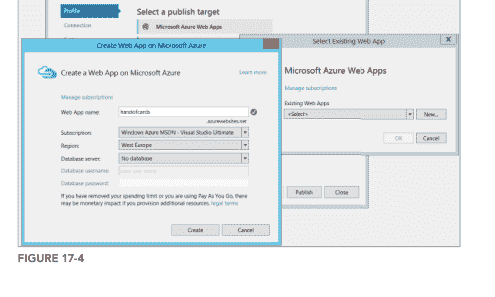 Profile
Select a publish target
Connection
Microsoft Azure Web Apps
Create Web App on Microsoft Azure
Create a Web App on Microsoft Azure
Learn more
Manage subscriptions
Web App name:
handofcards
.azurewebsites.net
Subscription:
Windows Azure MSDN - Visual Studio Ultimate
Region:
West Europe
Database server:
No database
Database username:
Database password:
If you have removed your spending limit or you are using Pay As You Go, there
may be monetary impact if you provision additional resources. legal terms
Create
Cancel
Select Existing Web App
X
Microsoft Azure Web Apps
Manage subscriptions
Existing Web Apps
<Select>
New...
OK
Cancel
Publish
Close
FIGURE 17-4